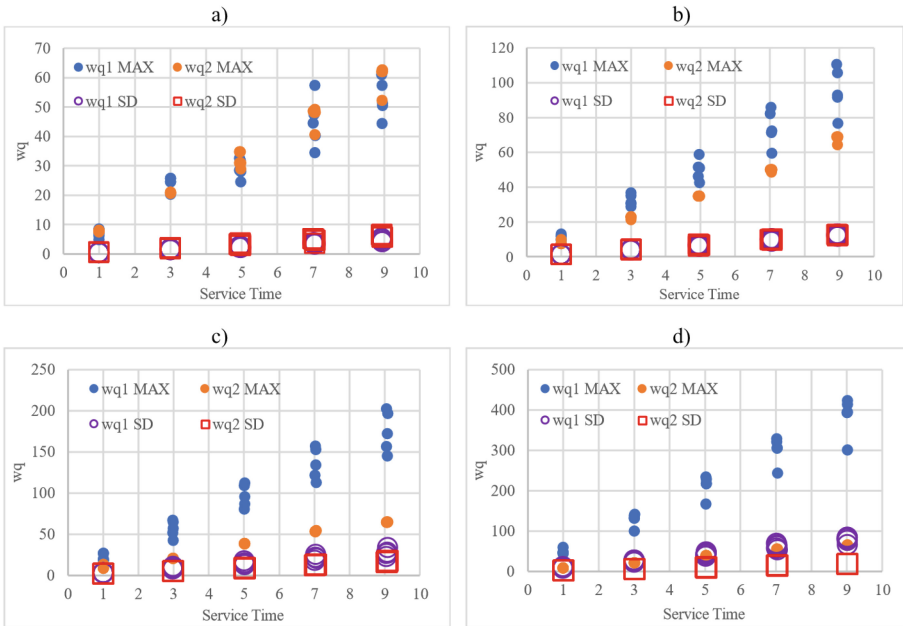 a)
70
60
50
40
30
20
10
0
wq
wq1 MAX
wq2 MAX
wq1 SD
wq2 SD
0 1 2 3 4 5 6 7 8 9 10
Service Time
b)
120
100
80
60
40
20
0
wq
wq1 MAX
wq2 MAX
wq1 SD
wq2 SD
0 1 2 3 4 5 6 7 8 9 10
Service Time
c)
250
200
150
100
50
0
wq
wq1 MAX
wq2 MAX
wq1 SD
wq2 SD
0 1 2 3 4 5 6 7 8 9 10
Service Time
d)
500
400
300
200
100
0
wq
wq1 MAX
wq2 MAX
wq1 SD
wq2 SD
0 1 2 3 4 5 6 7 8 9 10
Service Time